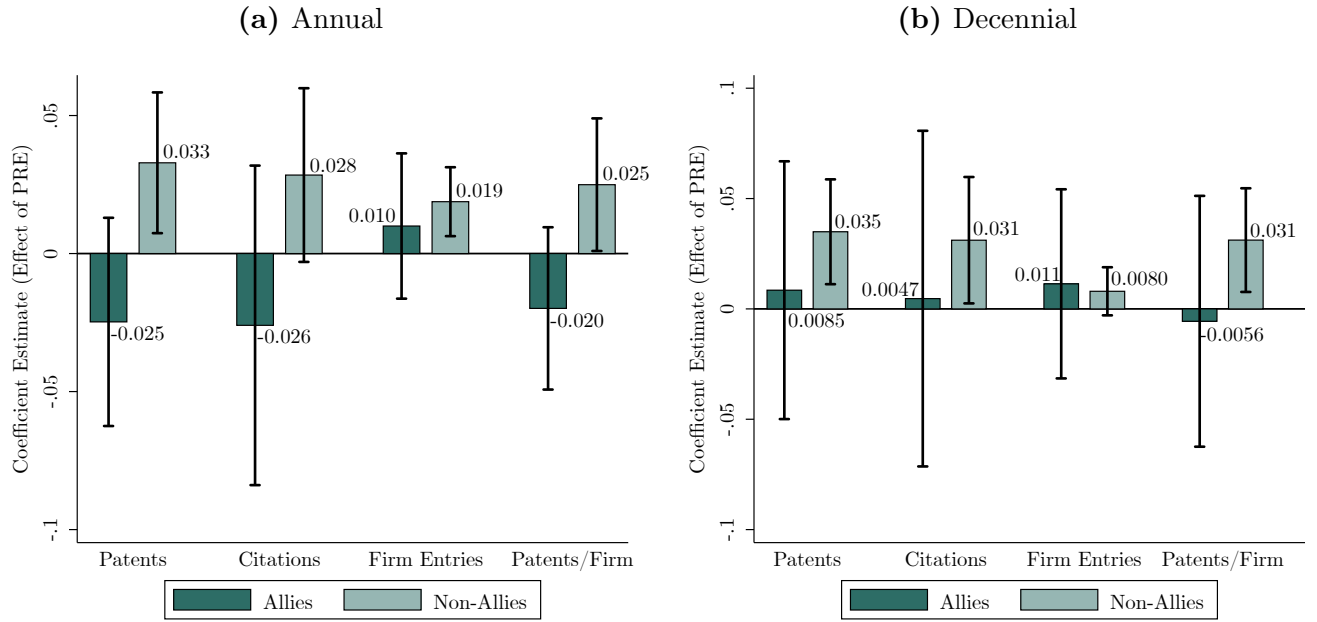 (a) Annual
Coefficient Estimate (Effect of PRE)
.05
0
-.05
-.1
0.033
0.028
0.019
0.025
0.010
-0.025
-0.026
-0.020
Patents
Citations
Firm Entries
Patents/Firm
Allies
Non-Allies
(b) Decennial
Coefficient Estimate (Effect of PRE)
.1
.05
0
-.05
-.1
0.035
0.031
0.0080
0.031
0.0085
0.0047
0.011
-0.0056
Patents
Citations
Firm Entries
Patents/Firm
Allies
Non-Allies